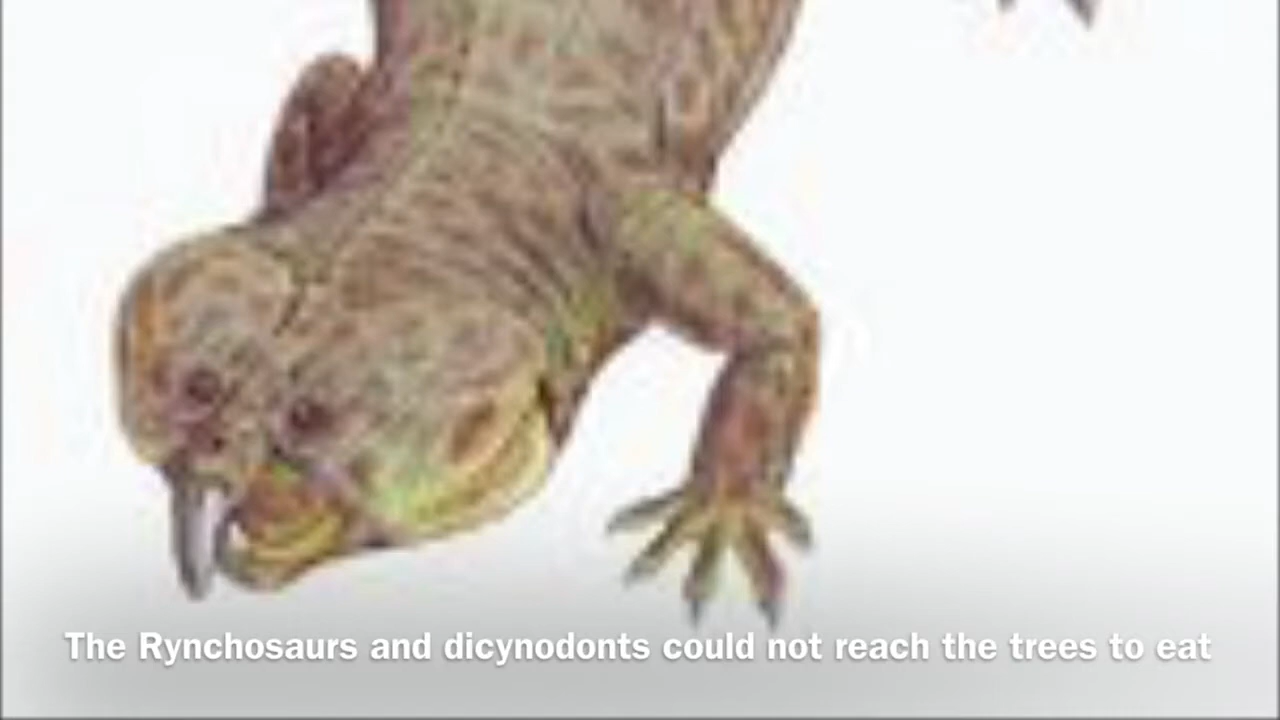 The Rynchosaurs and dicynodonts could not reach the trees to eat